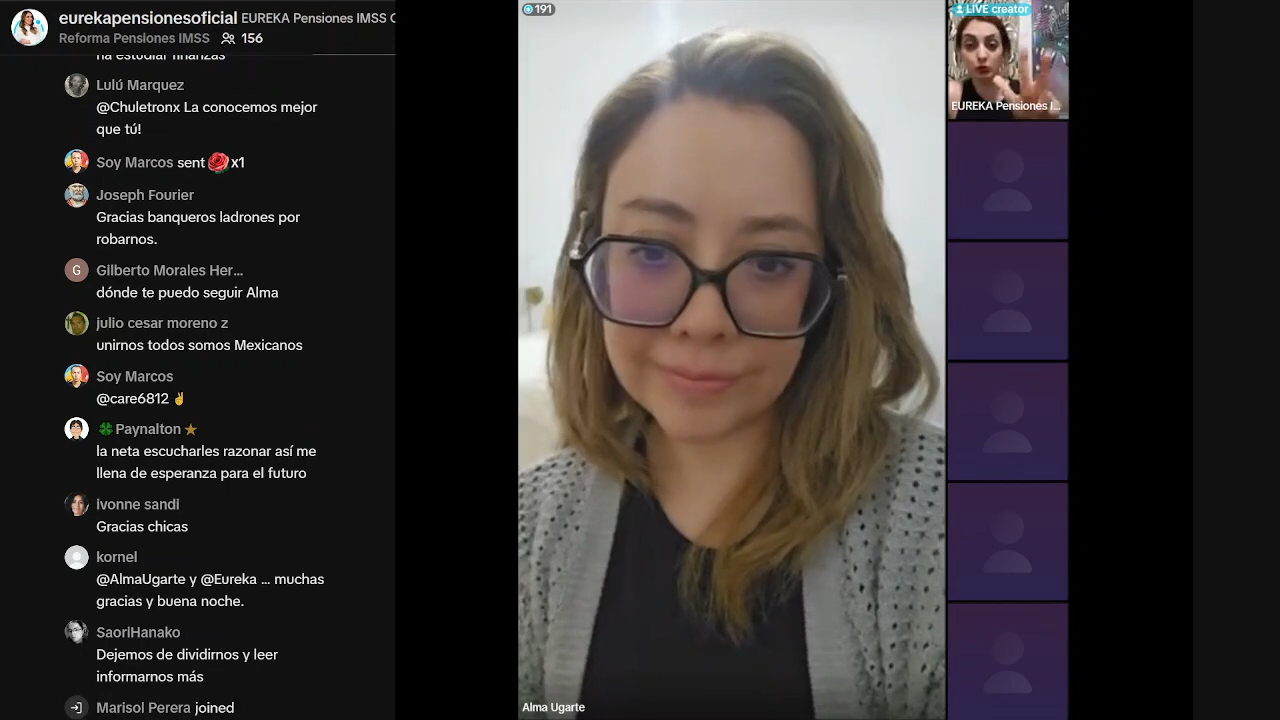 eurekapensionesoficial EUREKA Pensiones IMSS
Reforma Pensiones IMSS 156
ha estudiar finanzas
Lulú Marquez
@Chuletronx La conocemos mejor
que tú!
Soy Marcos sent x1
Joseph Fourier
Gracias banqueros ladrones por
robarnos.
G
Gilberto Morales Her...
dónde te puedo seguir Alma
julio cesar moreno z
unirnos todos somos Mexicanos
Soy Marcos
@care6812 ✌️
🍀Paynalton
la neta escucharles razonar así me
llena de esperanza para el futuro
ivonne sandi
Gracias chicas
kornel
@AlmaUgarte y @Eureka ... muchas
gracias y buena noche.
SaoriHanako
Dejemos de dividirnos y leer
informarnos más
Marisol Perera joined
191
Alma Ugarte
LIVE creator
EUREKA Pensiones I...